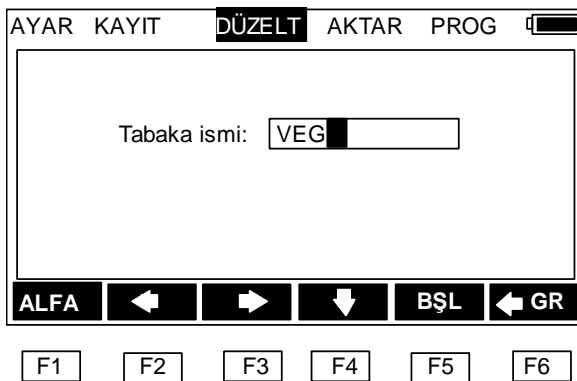 AYAR KAYIT DÜZELT AKTAR PROG
Tabaka ismi: VEG
ALFA BŞL GR
F1 F2 F3 F4 F5 F6